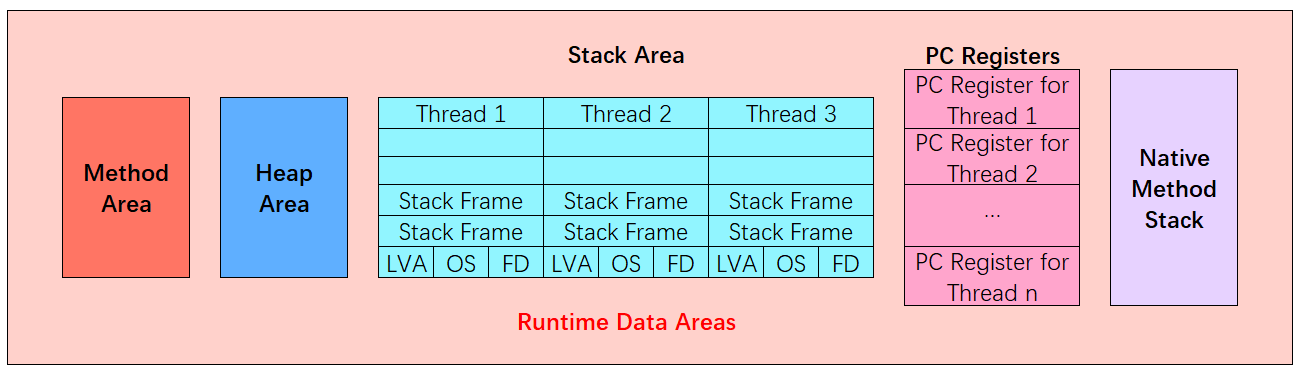 Stack Area
PC Registers
Method
Area
Heap
Area
Thread 1
Thread 2
Thread 3
Stack Frame
Stack Frame
Stack Frame
Stack Frame
Stack Frame
Stack Frame
LVA
OS
FD
LVA
OS
FD
LVA
OS
FD
PC Register for
Thread 1
PC Register for
Thread 2
...
PC Register for
Thread n
Native
Method
Stack
Runtime Data Areas